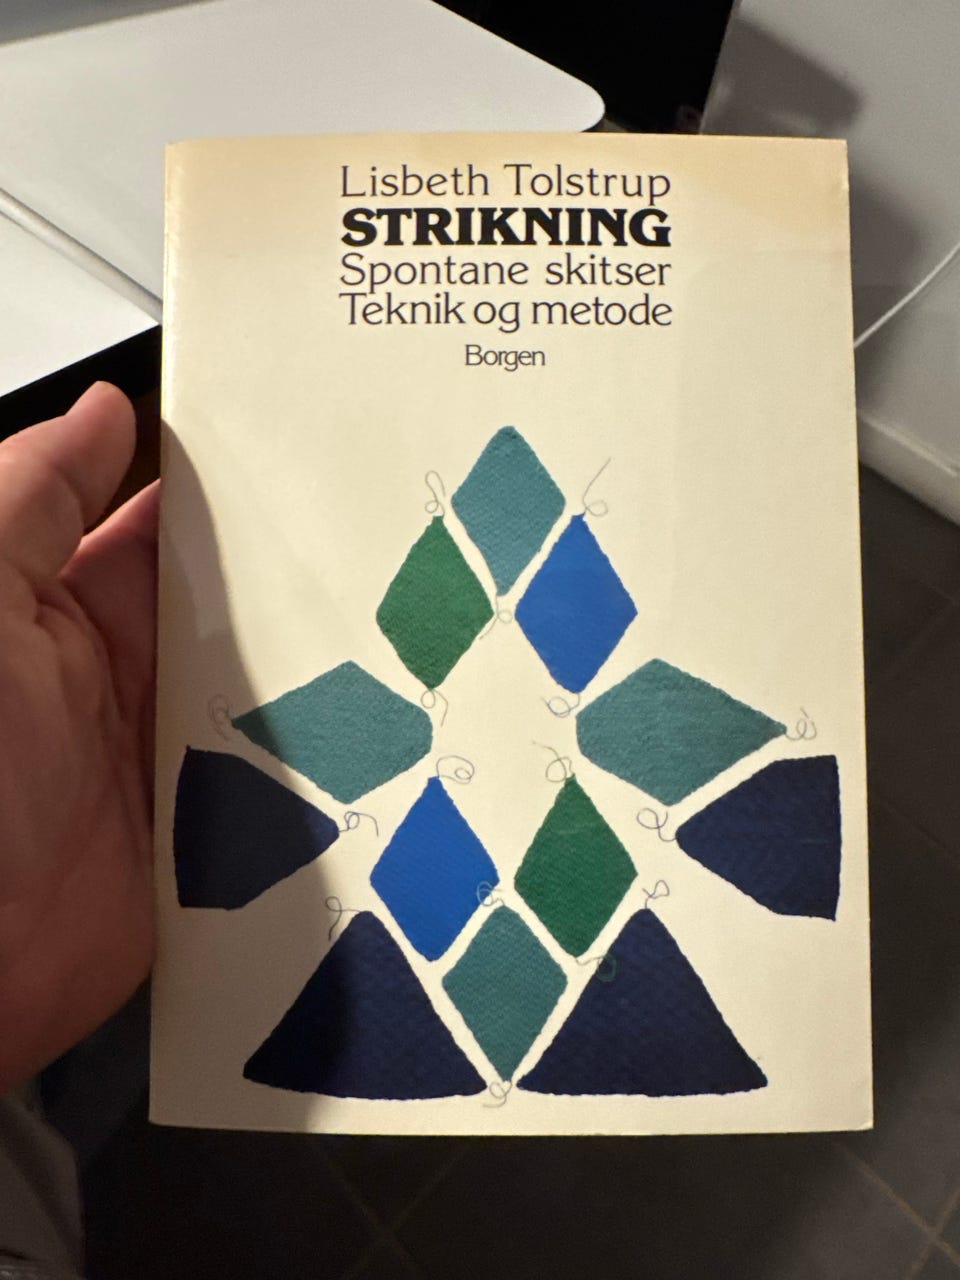 Lisbeth Tolstrup
STRIKNING
Spontane skitser
Teknik og metode
Borgen